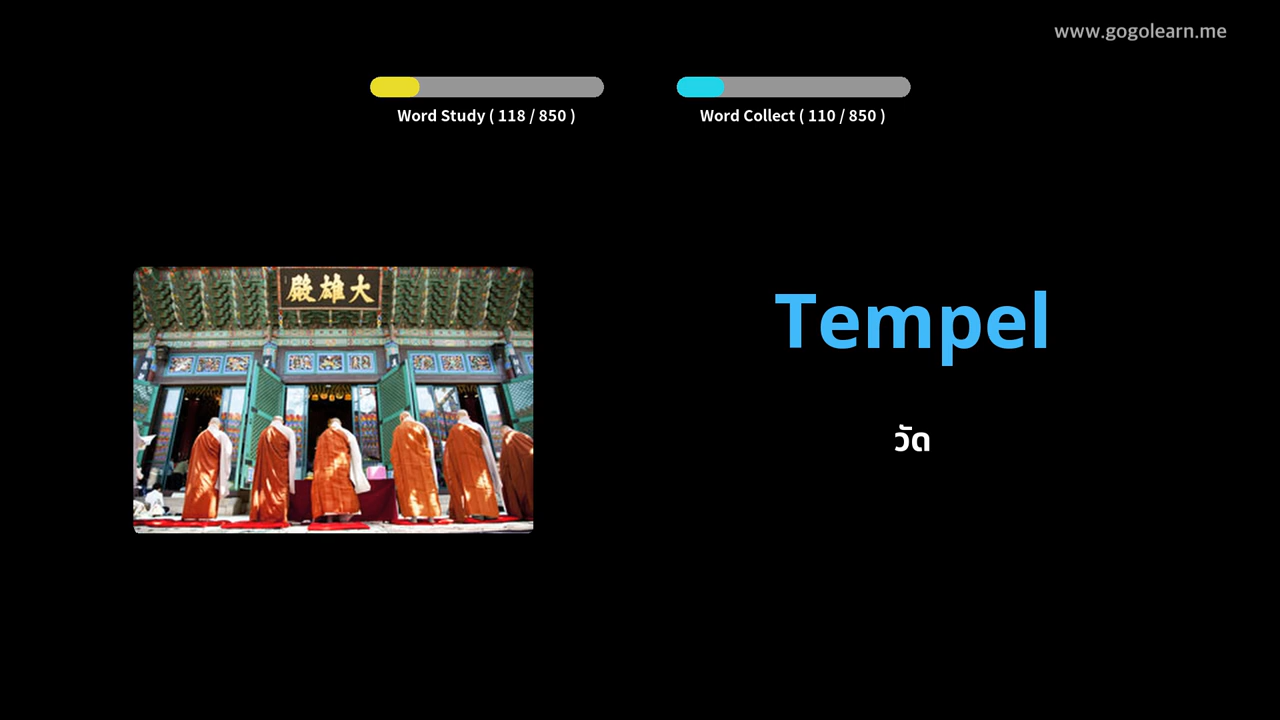 www.gogolearn.me
Word Study ( 118 / 850 )
Word Collect ( 110 / 850 )
殿雄大
Tempel
วัด